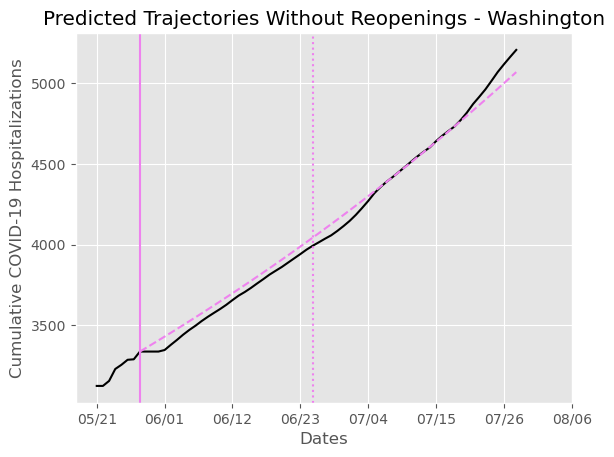 Predicted Trajectories Without Reopenings - Washington
Cumulative COVID-19 Hospitalizations
5000
4500
4000
3500
05/21 06/01 06/12 06/23 07/04 07/15 07/26 08/06
Dates